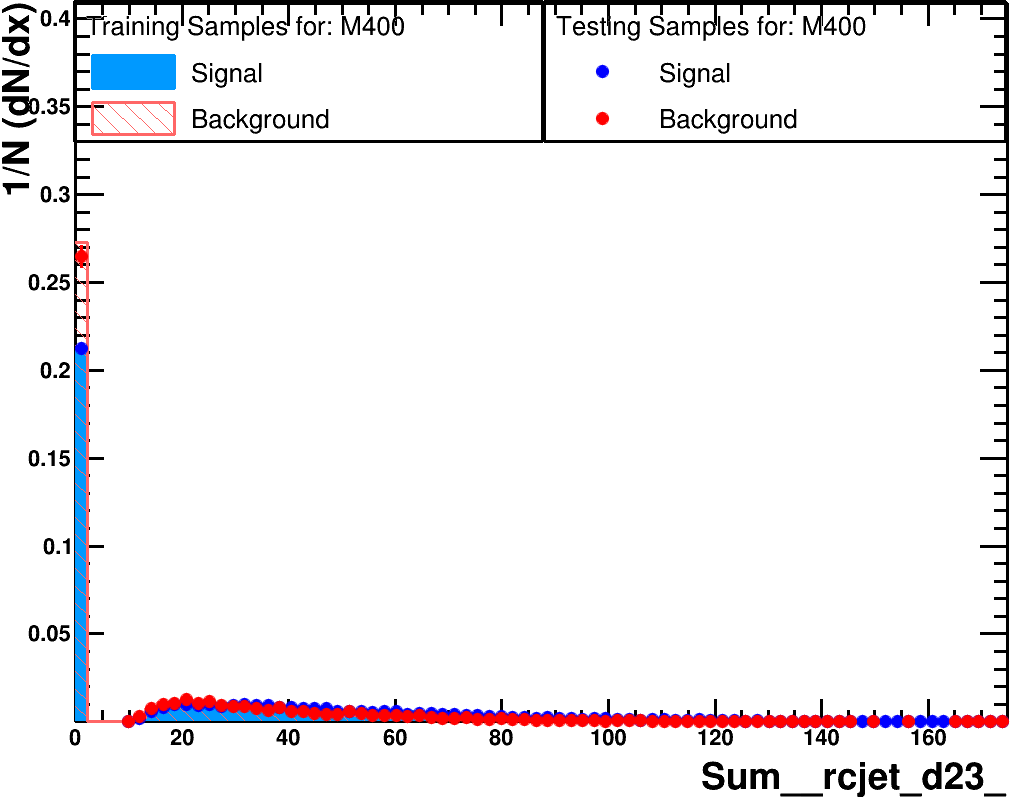 Training Samples for: M400
Signal
Background
Testing Samples for: M400
Signal
Background
1/N (dN/dx)
0.4
0.35
0.3
0.25
0.2
0.15
0.1
0.05
0 20 40 60 80 100 120 140 160
Sum__rcjet_d23_